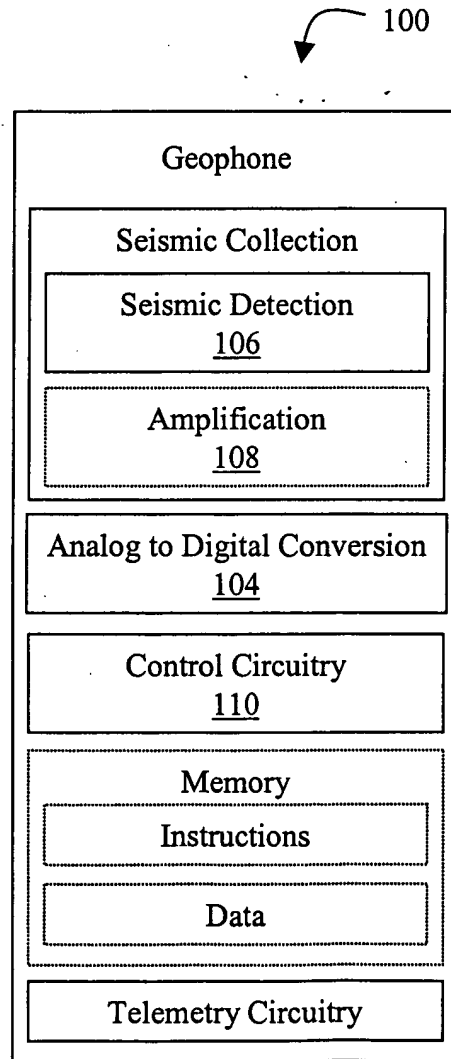 100
Geophone
Seismic Collection
Seismic Detection
106
Amplification
108
Analog to Digital Conversion
104
Control Circuitry
110
Memory
Instructions
Data
Telemetry Circuitry